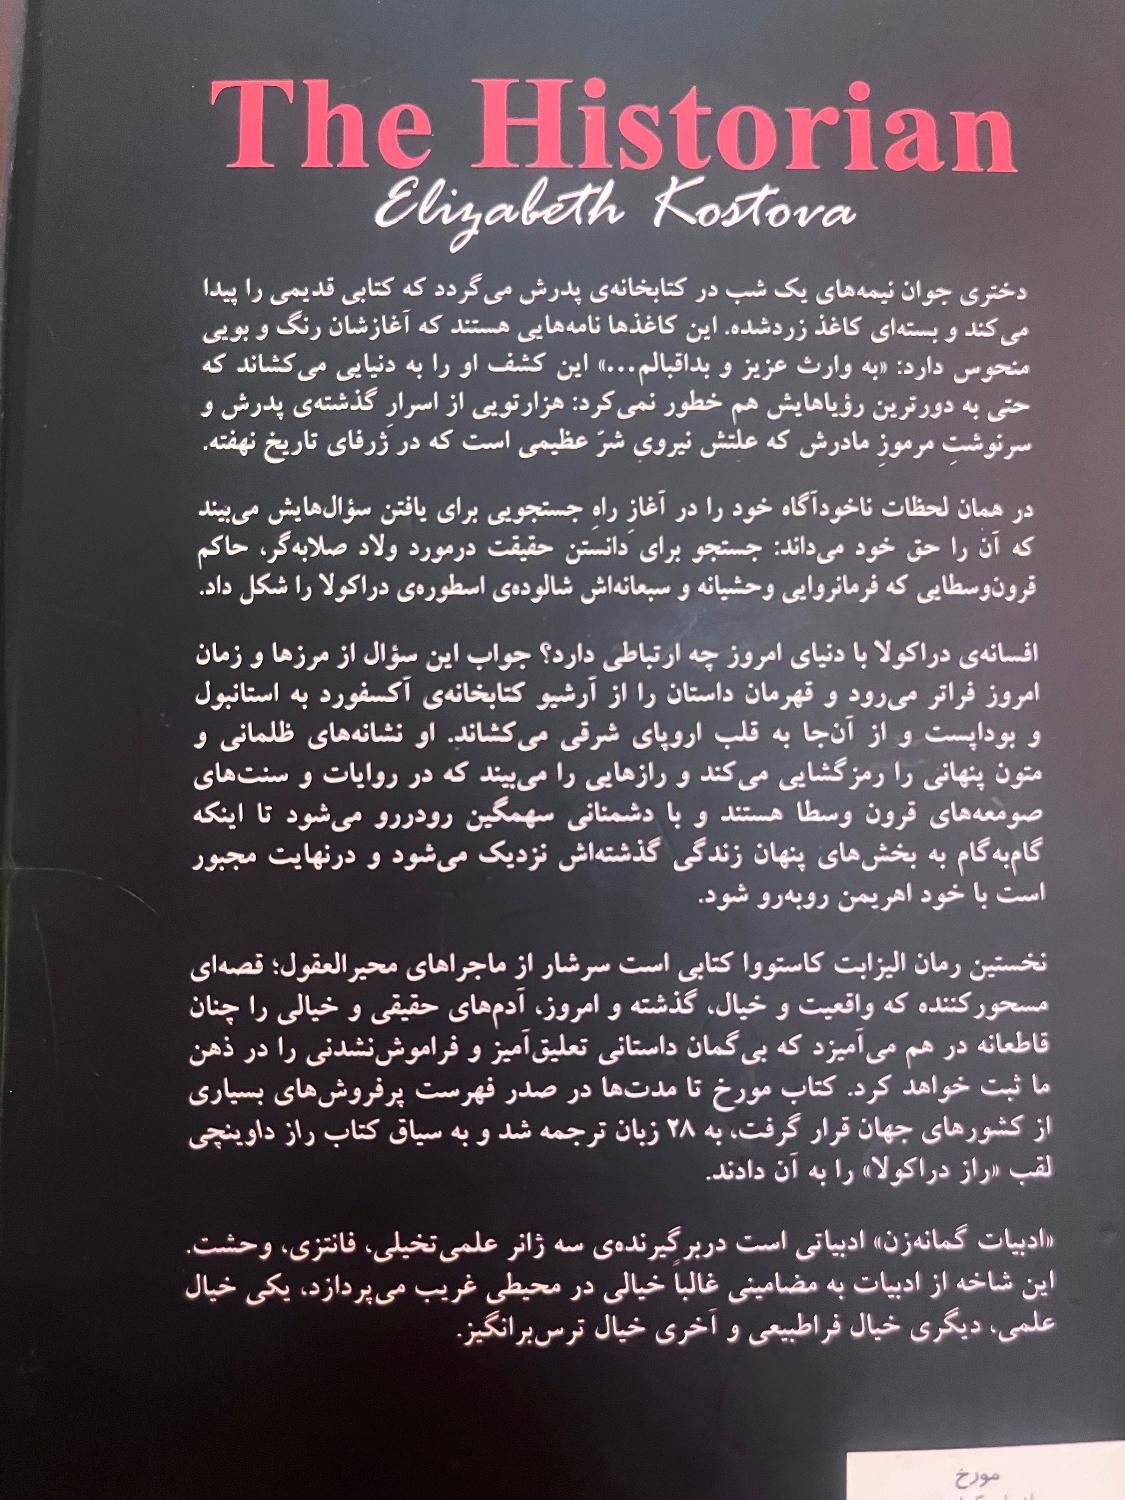 The Historian
Elizabeth Kostova
دختری جوان نیمه‌های یک شب در کتابخانه‌ی پدرش می‌گردد که کتابی قدیمی را پیدا
می‌کند و بسته‌ای کاغذ زردشده. این کاغذها نامه‌هایی هستند که آغازشان رنگ و بویی
منحوس دارد: «به وارث عزیز و بداقبالم...» این کشف او را به دنیایی می‌کشاند که
حتی به دورترین رؤیاهایش هم خطور نمی‌کرد: هزارتویی از اسرارِ گذشته‌ی پدرش و
سرنوشتِ مرموزِ مادرش که علتش نیرویِ شرّ عظیمی است که در ژرفای تاریخ نهفته.
در همان لحظات ناخودآگاه خود را در آغازِ راهِ جستجویی برای یافتن سؤال‌هایش می‌بیند
که آن را حق خود می‌داند: جستجو برای دانستن حقیقت درمورد ولاد صلابه‌گر، حاکم
قرون‌وسطایی که فرمانروایی وحشیانه و سبعانه‌اش شالوده‌ی اسطوره‌ی دراکولا را شکل داد.
افسانه‌ی دراکولا با دنیای امروز چه ارتباطی دارد؟ جواب این سؤال از مرزها و زمان
امروز فراتر می‌رود و قهرمان داستان را از آرشیو کتابخانه‌ی آکسفورد به استانبول
و بوداپست و از آن‌جا به قلب اروپای شرقی می‌کشاند. او نشانه‌های ظلمانی و
متون پنهانی را رمزگشایی می‌کند و رازهایی را می‌بیند که در روایات و سنت‌های
صومعه‌های قرون وسطا هستند و با دشمنانی سهمگین رودررو می‌شود تا اینکه
گام‌به‌گام به بخش‌های پنهان زندگی گذشته‌اش نزدیک می‌شود و درنهایت مجبور
است با خود اهریمن روبه‌رو شود.
نخستین رمان الیزابت کاستووا کتابی است سرشار از ماجراهای محیرالعقول؛ قصه‌ای
مسحورکننده که واقعیت و خیال، گذشته و امروز، آدم‌های حقیقی و خیالی را چنان
قاطعانه در هم می‌آمیزد که بی‌گمان داستانی تعلیق‌آمیز و فراموش‌نشدنی را در ذهن
ما ثبت خواهد کرد. کتاب مورخ تا مدت‌ها در صدر فهرست پرفروش‌های بسیاری
از کشورهای جهان قرار گرفت، به ۲۸ زبان ترجمه شد و به سیاق کتاب راز داوینچی
لقب «راز دراکولا» را به آن دادند.
«ادبیات گمانه‌زن» ادبیاتی است دربرگیرنده‌ی سه ژانر علمی‌تخیلی، فانتزی، وحشت.
این شاخه از ادبیات به مضامینی غالباً خیالی در محیطی غریب می‌پردازد، یکی خیال
علمی، دیگری خیال فراطبیعی و آخری خیال ترس‌برانگیز.
مورخ